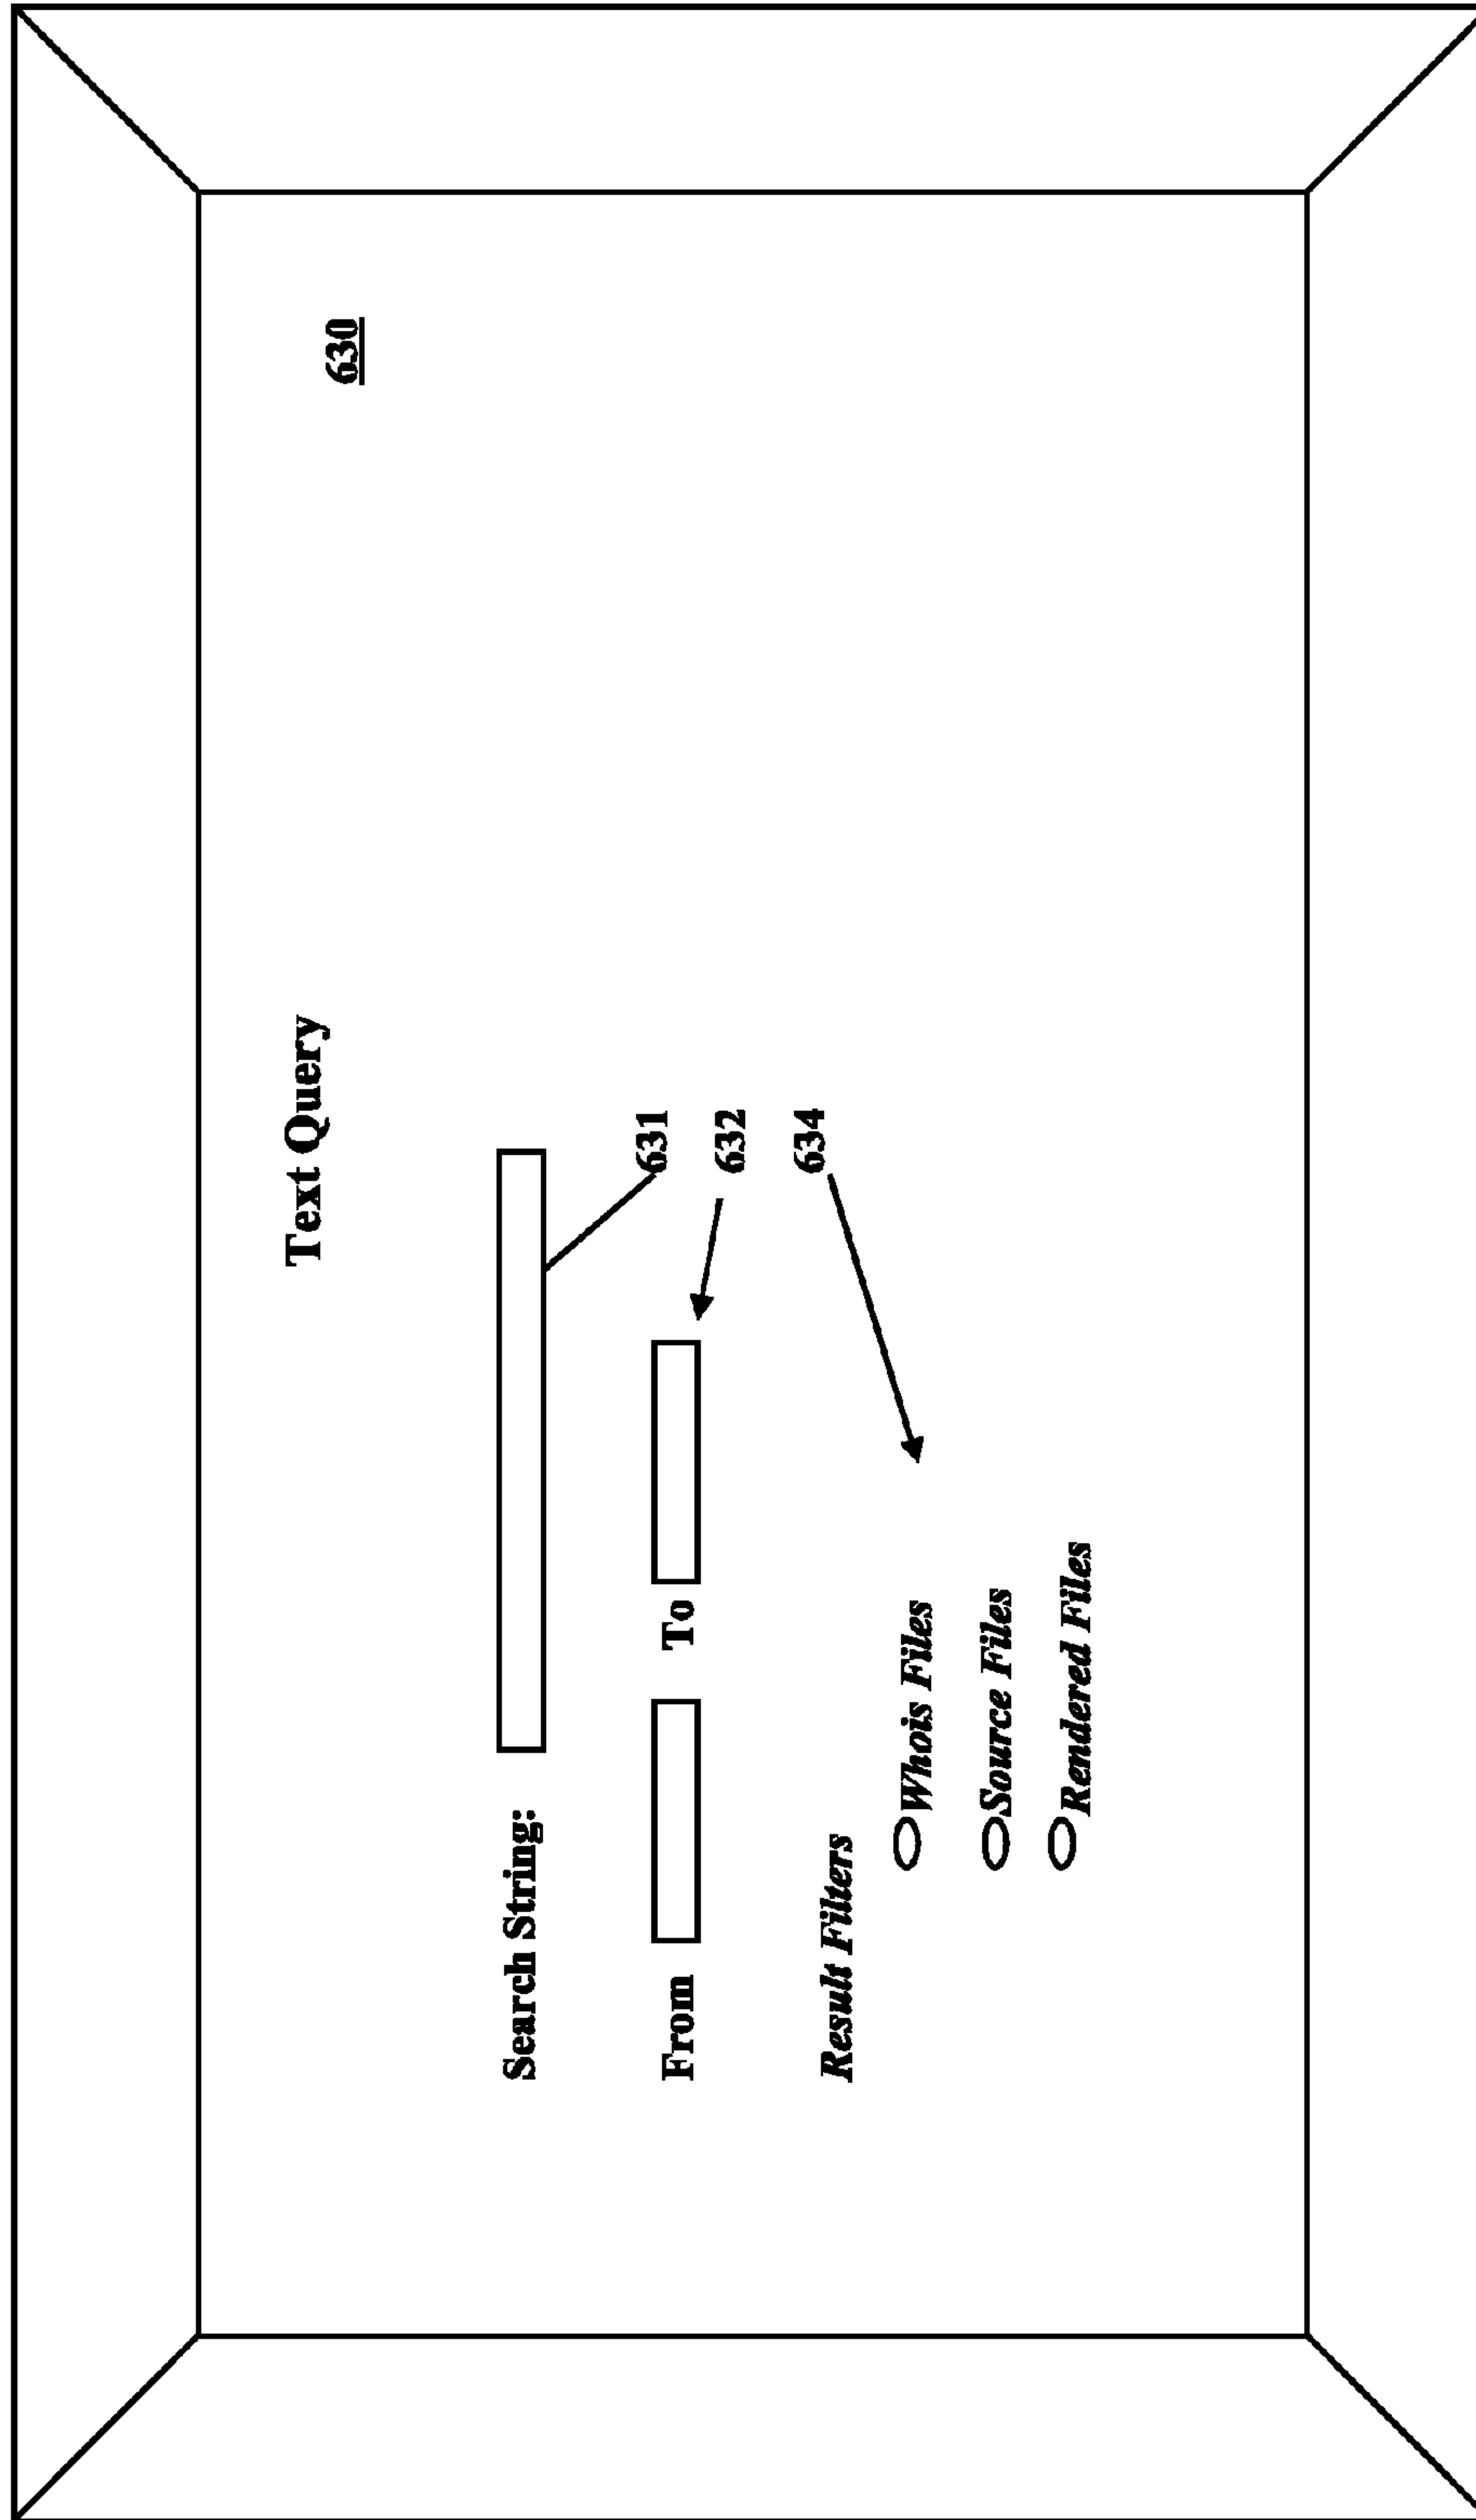 Text Query
630
Search String:
631
From To
632
634
Result Filters
Whois Files
Source Files
Rendered Files